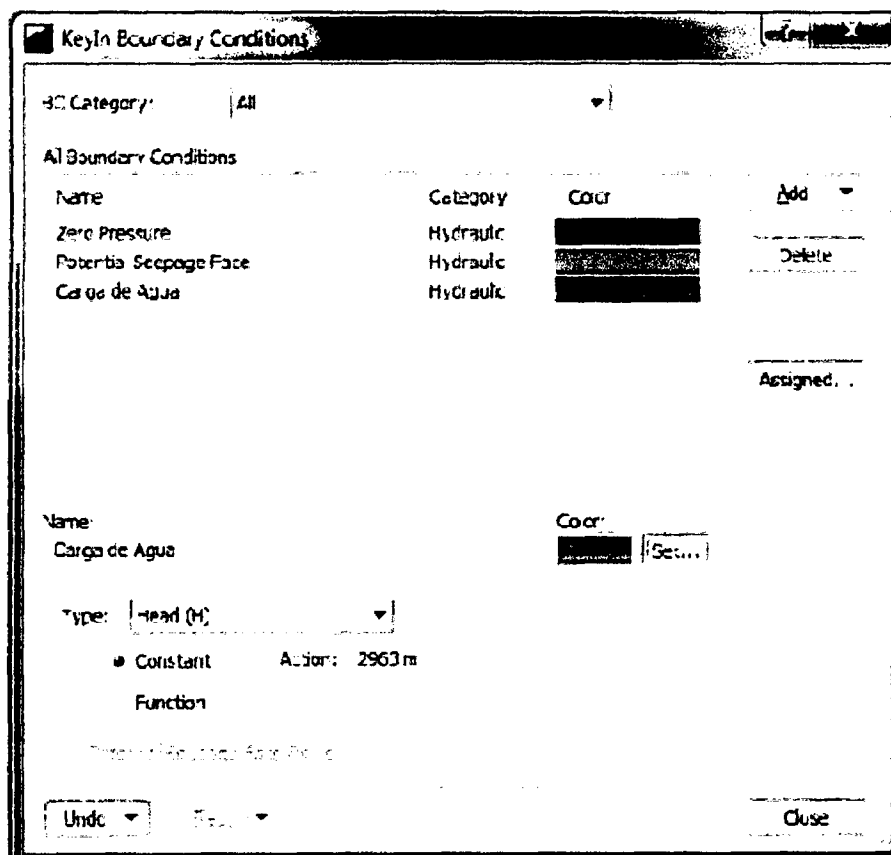 KeyIn Boundary Conditions
BC Category: All
All Boundary Conditions
Name Category Color Add
Zero Pressure Hydraulic
Potential Seepage Face Hydraulic Delete
Carga de Agua Hydraulic
Assigned...
Name: Color:
Carga de Agua Set...
Type: Head (H)
Constant Action: 2963 m
Function
Undo Close